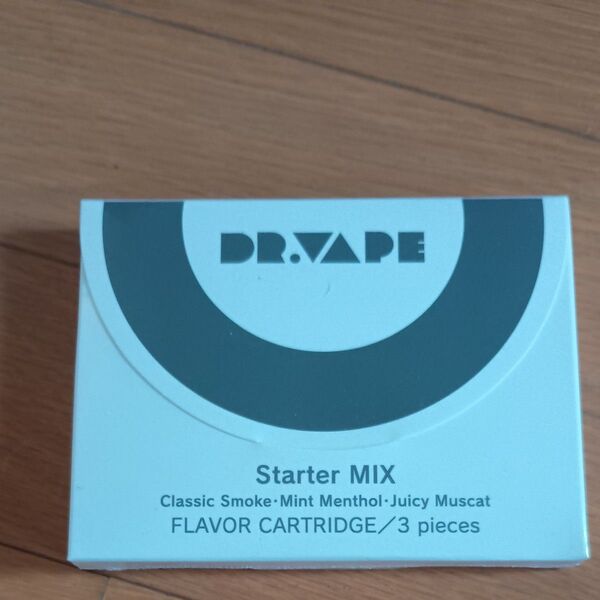 DR.VAPE
Starter MIX
Classic Smoke·Mint Menthol·Juicy Muscat
FLAVOR CARTRIDGE／3 pieces